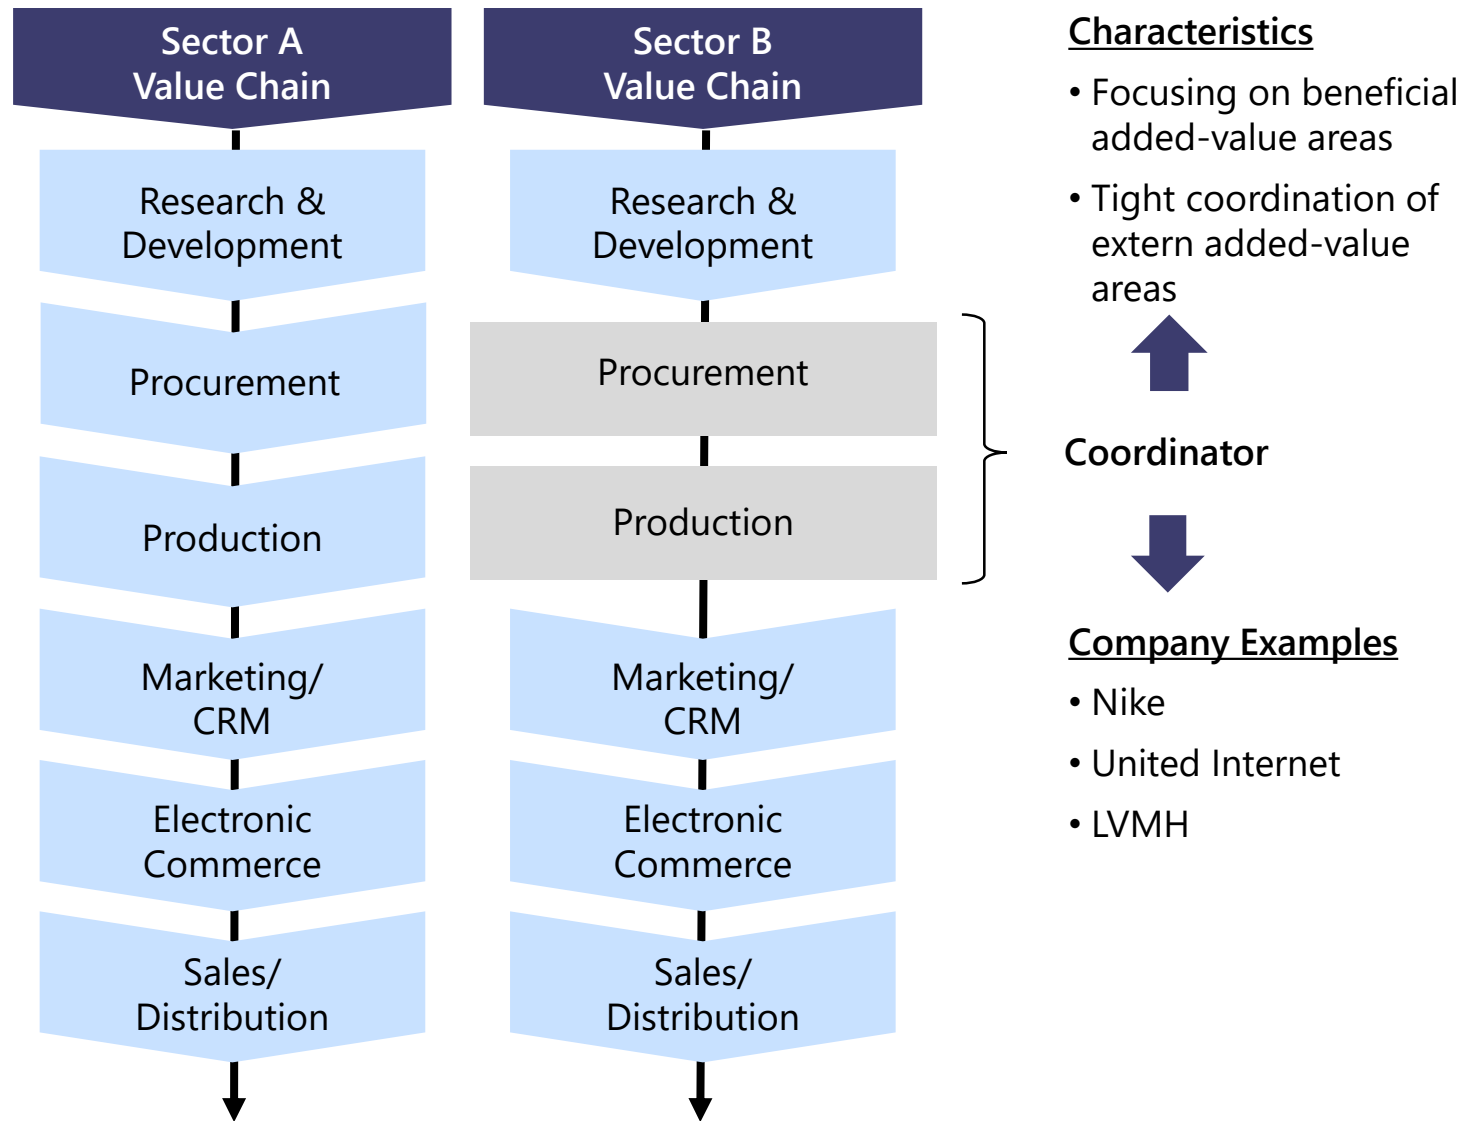 Sector A
Value Chain
Research &
Development
Procurement
Production
Marketing/
CRM
Electronic
Commerce
Sales/
Distribution
Sector B
Value Chain
Research &
Development
Procurement
Production
Marketing/
CRM
Electronic
Commerce
Sales/
Distribution
Characteristics
• Focusing on beneficial
added-value areas
• Tight coordination of
extern added-value
areas
Coordinator
Company Examples
• Nike
• United Internet
• LVMH